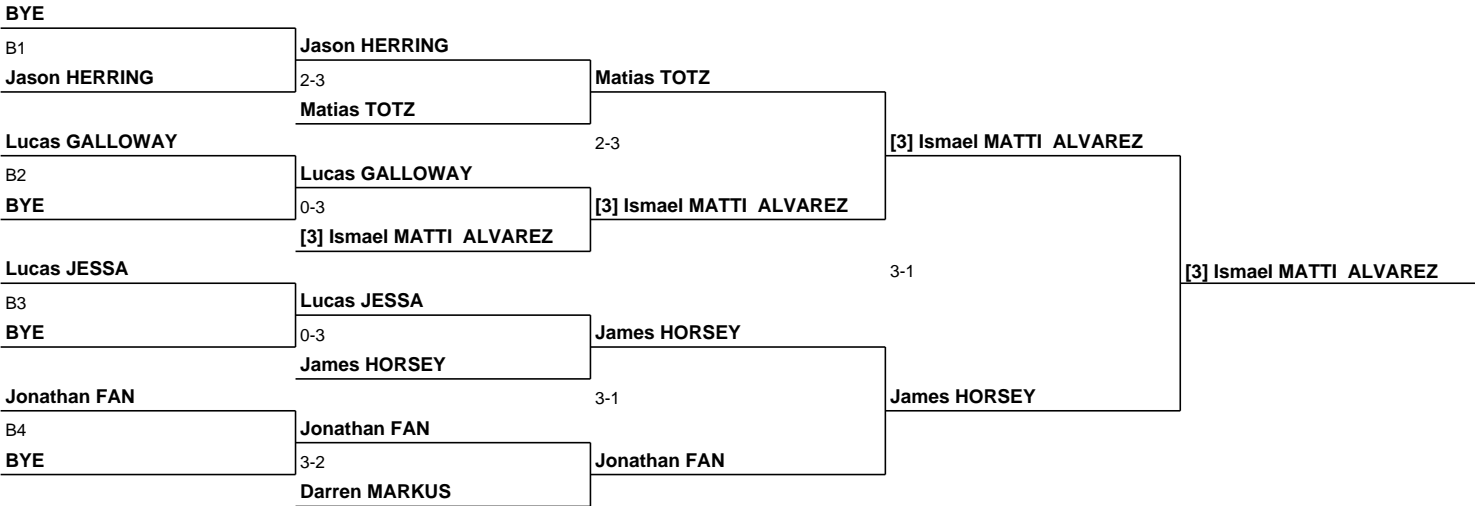 BYE
B1
Jason HERRING
Jason HERRING
2-3
Matias TOTZ
Matias TOTZ
Lucas GALLOWAY
2-3
[3] Ismael MATTI  ALVAREZ
B2
Lucas GALLOWAY
BYE
0-3
[3] Ismael MATTI  ALVAREZ
[3] Ismael MATTI  ALVAREZ
Lucas JESSA
3-1
[3] Ismael MATTI  ALVAREZ
B3
Lucas JESSA
BYE
0-3
James HORSEY
James HORSEY
Jonathan FAN
3-1
James HORSEY
B4
Jonathan FAN
BYE
3-2
Jonathan FAN
Darren MARKUS